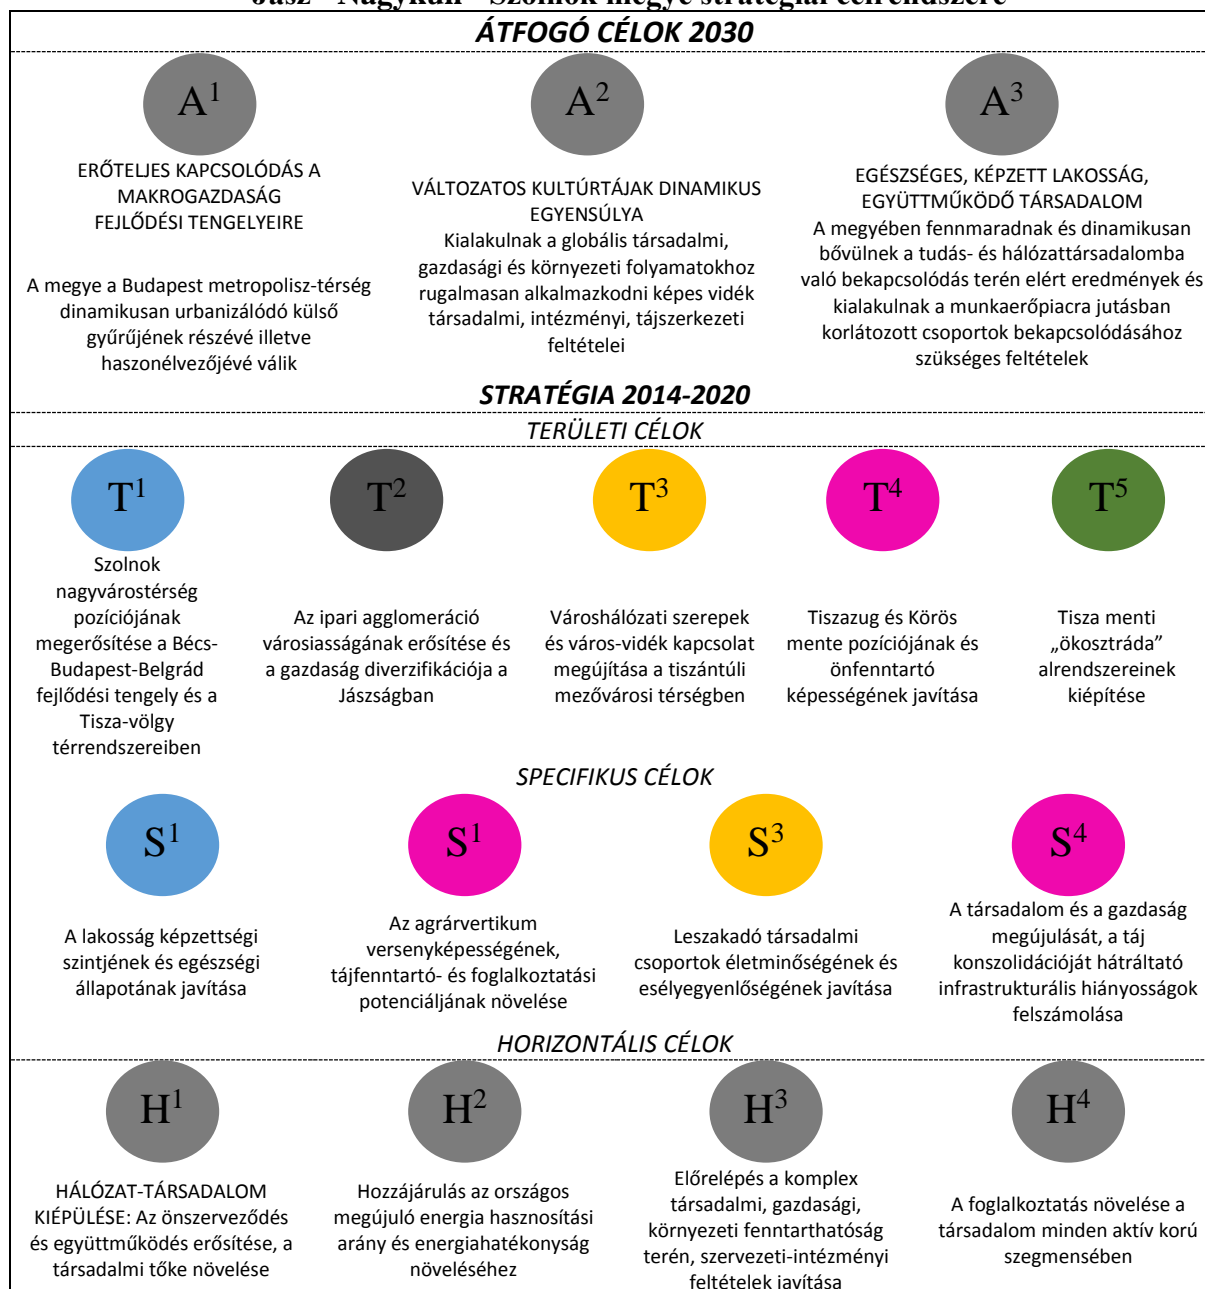 Jász - Nagykun - Szolnok megye stratégiai célrendszere
ÁTFOGÓ CÉLOK 2030
A1
ERŐTELJES KAPCSOLÓDÁS A
MAKROGAZDASÁG
FEJLŐDÉSI TENGELYEIRE
A megye a Budapest metropolisz-térség
dinamikusan urbanizálódó külső
gyűrűjének részévé illetve
haszonélvezőjévé válik
A2
VÁLTOZATOS KULTÚRTÁJAK DINAMIKUS
EGYENSÚLYA
Kialakulnak a globális társadalmi,
gazdasági és környezeti folyamatokhoz
rugalmasan alkalmazkodni képes vidék
társadalmi, intézményi, tájszerkezeti
feltételei
A3
EGÉSZSÉGES, KÉPZETT LAKOSSÁG,
EGYÜTTMŰKÖDŐ TÁRSADALOM
A megyében fennmaradnak és dinamikusan
bővülnek a tudás- és hálózattársadalomba
való bekapcsolódás terén elért eredmények és
kialakulnak a munkaerőpiacra jutásban
korlátozott csoportok bekapcsolódásához
szükséges feltételek
STRATÉGIA 2014-2020
TERÜLETI CÉLOK
T1
Szolnok
nagyvárostérség
pozíciójának
megerősítése a Bécs-
Budapest-Belgrád
fejlődési tengely és a
Tisza-völgy
térrendszereiben
T2
Az ipari agglomeráció
városiasságának erősítése és
a gazdaság diverzifikációja a
Jászságban
T3
Városhálózati szerepek
és város-vidék kapcsolat
megújítása a tiszántúli
mezővárosi térségben
T4
Tiszazug és Körös
mente pozíciójának és
önfenntartó
képességének javítása
T5
Tisza menti
„ökosztráda”
alrendszereinek
kiépítése
SPECIFIKUS CÉLOK
S1
A lakosság képzettségi
szintjének és egészségi
állapotának javítása
S1
Az agrárvertikum
versenyképességének,
tájfenntartó- és foglalkoztatási
potenciáljának növelése
S3
Leszakadó társadalmi
csoportok életminőségének és
esélyegyenlőségének javítása
S4
A társadalom és a gazdaság
megújulását, a táj
konszolidációját hátráltató
infrastrukturális hiányosságok
felszámolása
HORIZONTÁLIS CÉLOK
H1
HÁLÓZAT-TÁRSADALOM
KIÉPÜLÉSE: Az önszerveződés
és együttműködés erősítése, a
társadalmi tőke növelése
H2
Hozzájárulás az országos
megújuló energia hasznosítási
arány és energiahatékonyság
növeléséhez
H3
Előrelépés a komplex
társadalmi, gazdasági,
környezeti fenntarthatóság
terén, szervezeti-intézményi
feltételek javítása
H4
A foglalkoztatás növelése a
társadalom minden aktív korú
szegmensében